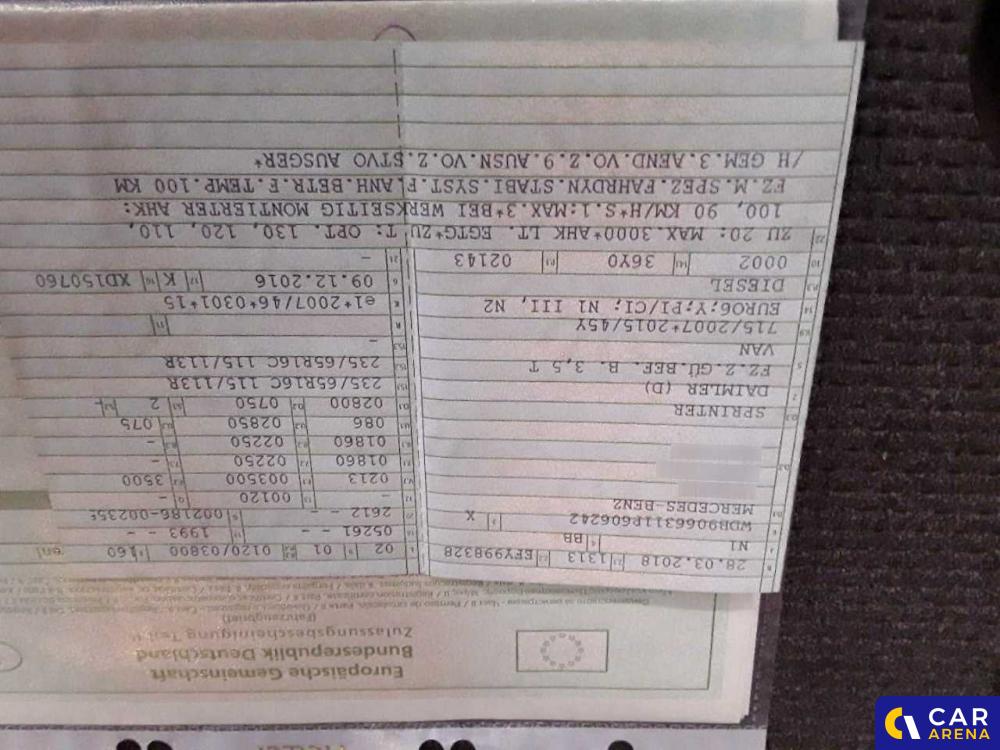 Europäische Gemeinschaft
Bundesrepublik Deutschland
Zulassungsbescheinigung Teil II
(Fahrzeugbrief)
28.03.2018 1313 EFY998328
N1 BB
WDB9066311P606242 X
MERCEDES-BENZ
SPRINTER
DAIMLER (D)
FZ.Z.GÜ.BEF. B. 3,5 T
VAN
715/2007*2015/45Y
EURO6;Y;PI/CI; N1 III, N2
DIESEL
0002 36Y0 02143
02 01 0120/03800 160
05261 - - 1993 - -
2612 - - 002186-002355
- 00120 -
0213 003500 3500
01860 02250 -
01860 02250 -
086 02850 075
02800 0750 2 -
235/65R16C 115/113R
235/65R16C 115/113R
-
e1*2007/46*0301*15
09.12.2016 K XD150760
-
ZU 20: MAX.3000*AHK LT. EGTG*ZU T: OPT. 130, 120, 110,
100, 90 KM/H*S.1:MAX.3*BEI WERKSEITIG MONTIERTER AHK:
FZ.M.SPEZ.FAHRDYN.STABI.SYST.F.ANH.BETR.F.TEMP.100 KM
/H GEM.3.AEND.VO.Z.9.AUSN.VO.Z.STVO AUSGER*
CAR
ARENA